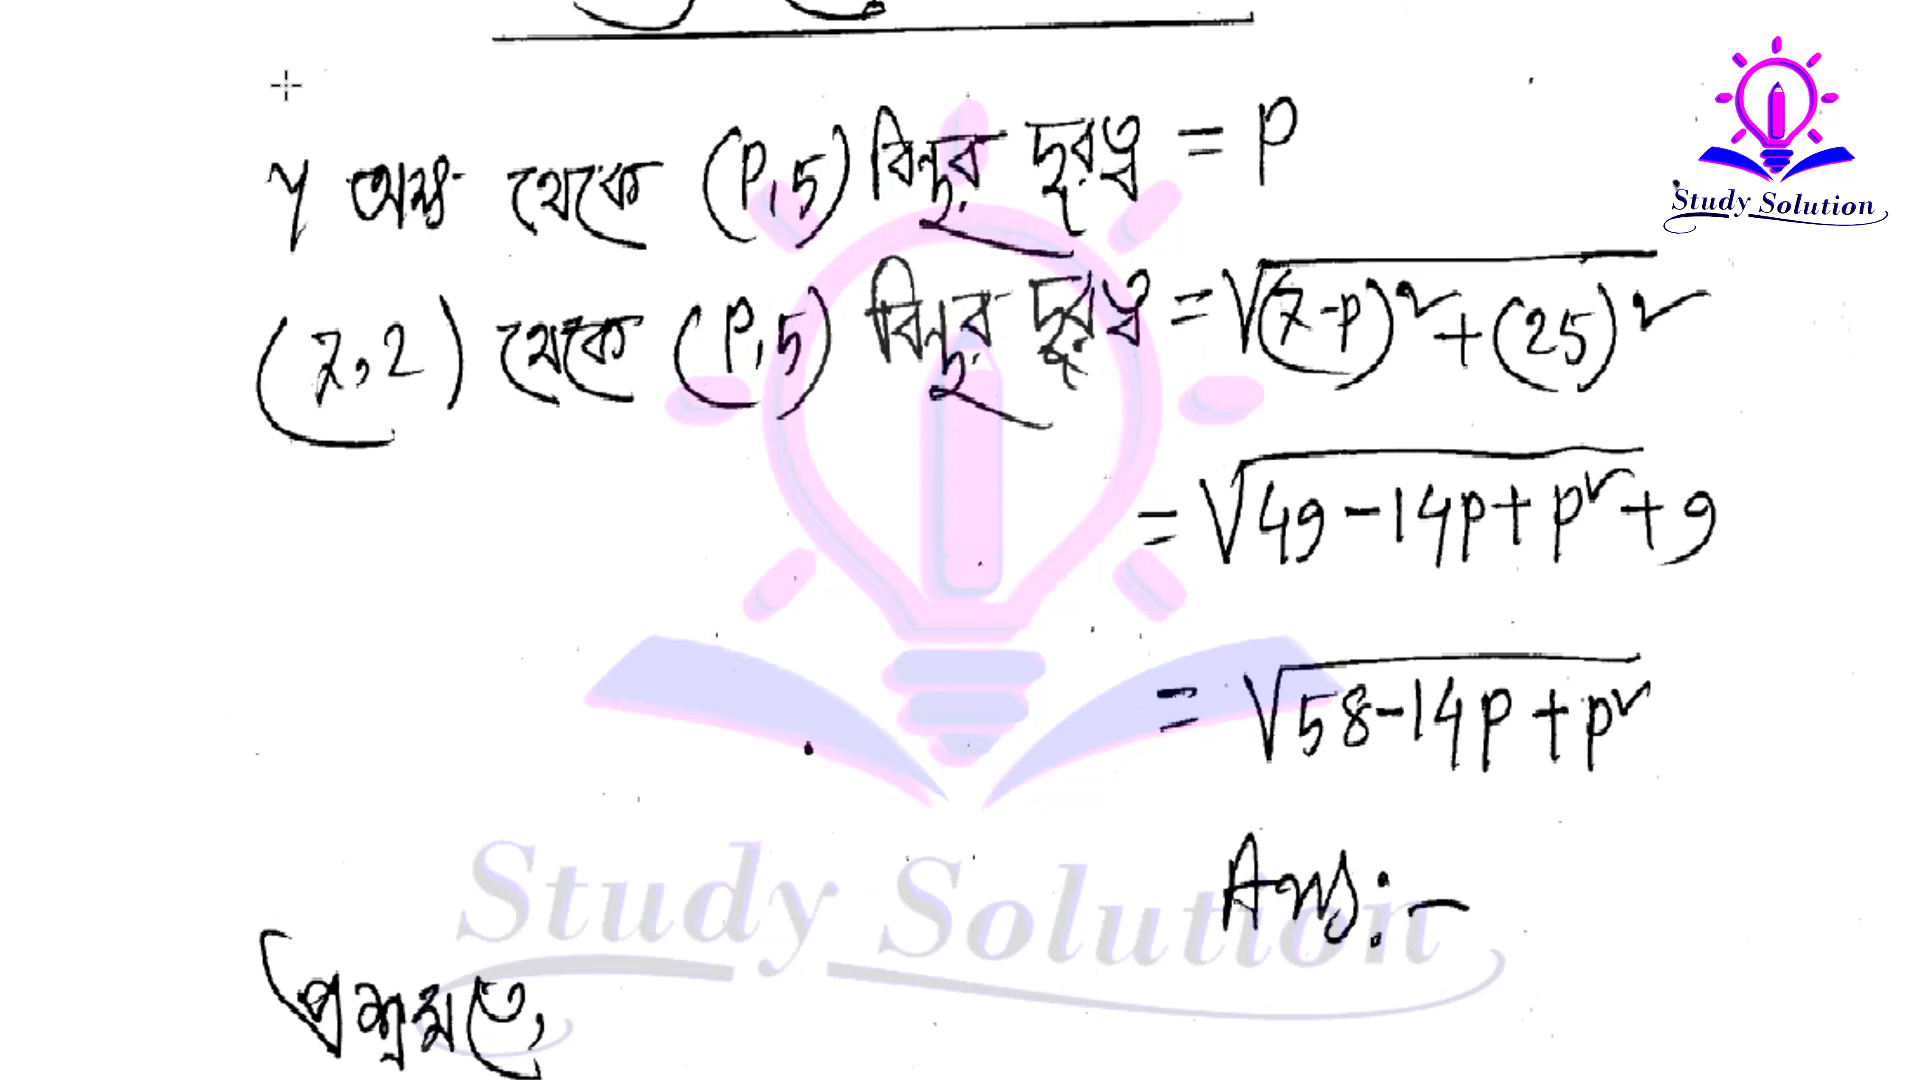 Study Solution
y অক্ষ থেকে (P,5) বিন্দুর দূরত্ব = P
(7,2) থেকে (P,5) বিন্দুর দূরত্ব = √(7-P)² + (25)²
= √49-14P+P²+9
= √58-14P+P²
Ans:-
Study Solution
প্রশ্নমতে,